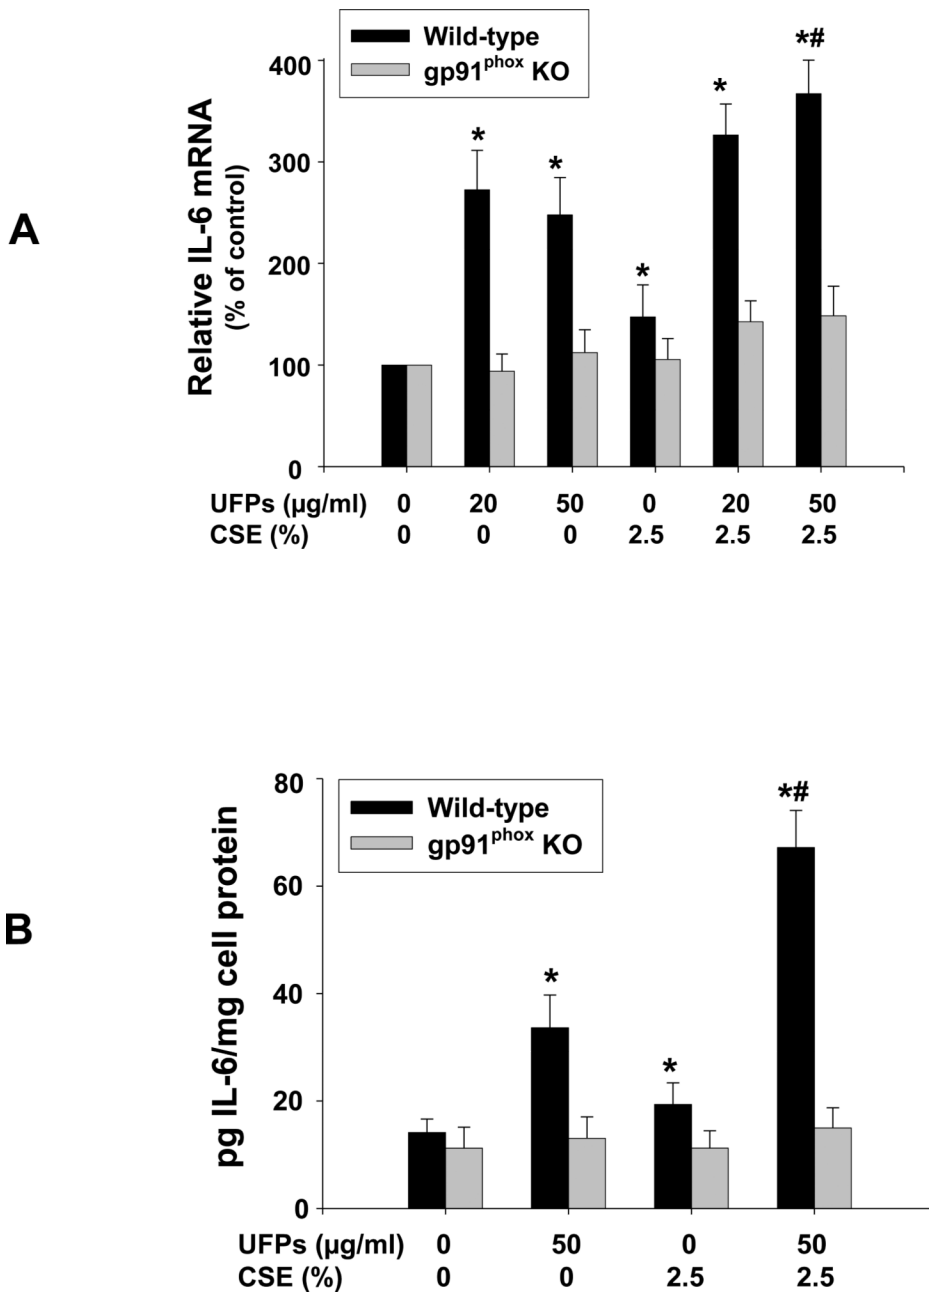 A
Wild-type
gp91phox KO
Relative IL-6 mRNA
(% of control)
400
300
200
100
0
* * * * *#
UFPs (µg/ml) 0 20 50 0 20 50
CSE (%) 0 0 0 2.5 2.5 2.5
B
Wild-type
gp91phox KO
pg IL-6/mg cell protein
80
60
40
20
0
* * *#
UFPs (µg/ml) 0 50 0 50
CSE (%) 0 0 2.5 2.5